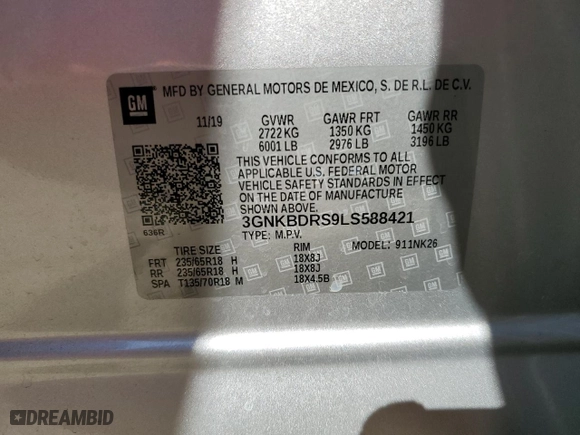 GM
MFD BY GENERAL MOTORS DE MEXICO, S. DE R.L. DE C.V.
11/19 GVWR GAWR FRT GAWR RR
2722 KG 1350 KG 1450 KG
6001 LB 2976 LB 3196 LB
THIS VEHICLE CONFORMS TO ALL
APPLICABLE U.S. FEDERAL MOTOR
VEHICLE SAFETY STANDARDS IN EFFECT
ON THE DATE OF MANUFACTURE
SHOWN ABOVE.
3GNKBDRS9LS588421
636R TYPE: M.P.V. MODEL: 911NK26
TIRE SIZE RIM
FRT 235/65R18 H 18X8J
RR 235/65R18 H 18X8J
SPA T135/70R18 M 18X4.5B
DREAMBID